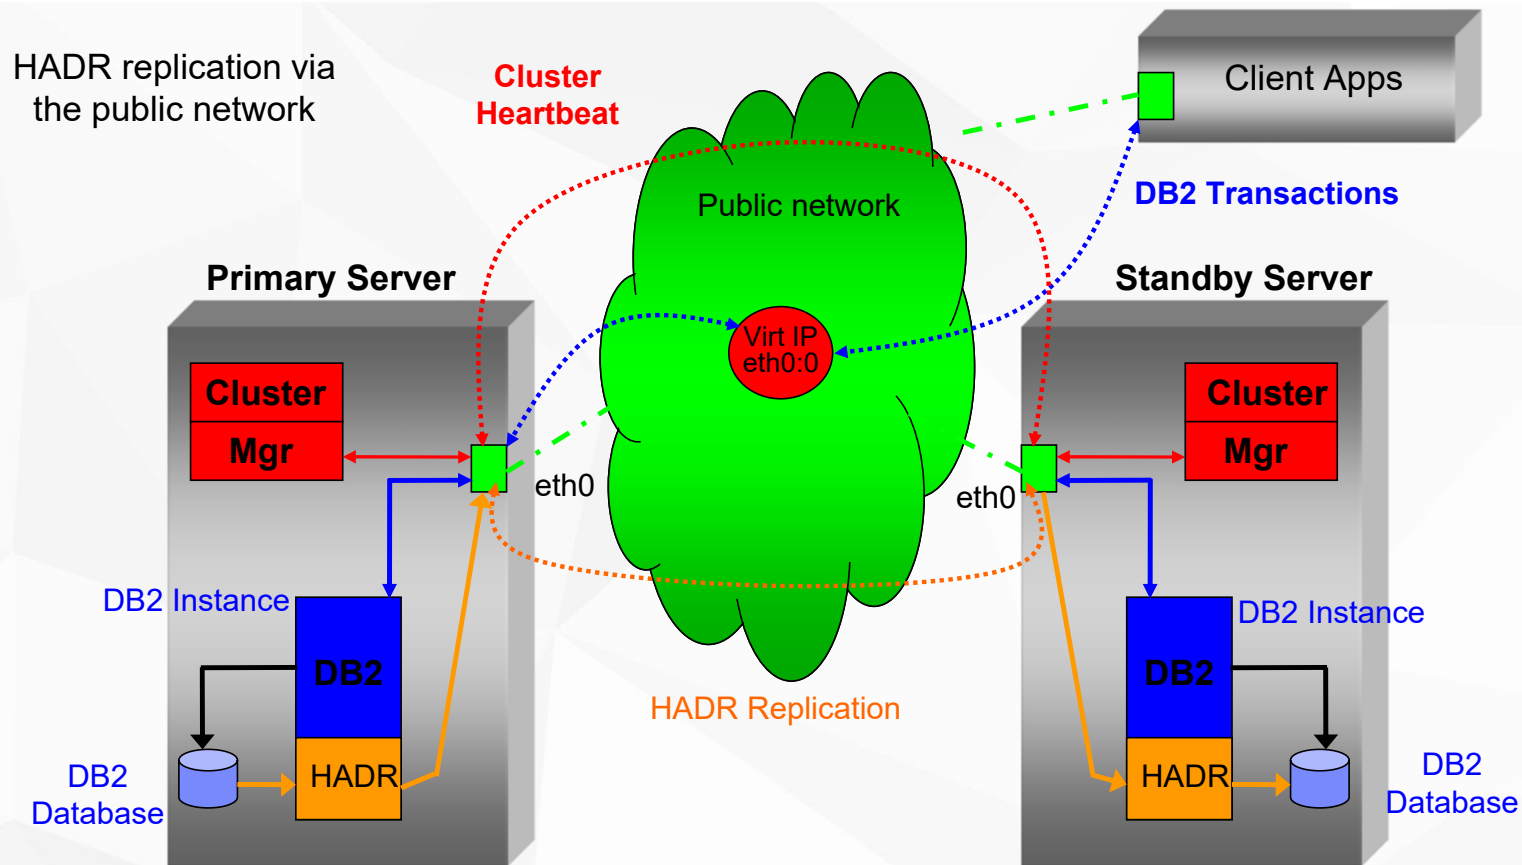 HADR replication via
the public network
Cluster
Heartbeat
Client Apps
DB2 Transactions
Public network
Primary Server
Standby Server
Virt IP
eth0:0
Cluster
Mgr
Cluster
Mgr
eth0
eth0
DB2 Instance
DB2 Instance
DB2
DB2
HADR Replication
HADR
HADR
DB2
Database
DB2
Database